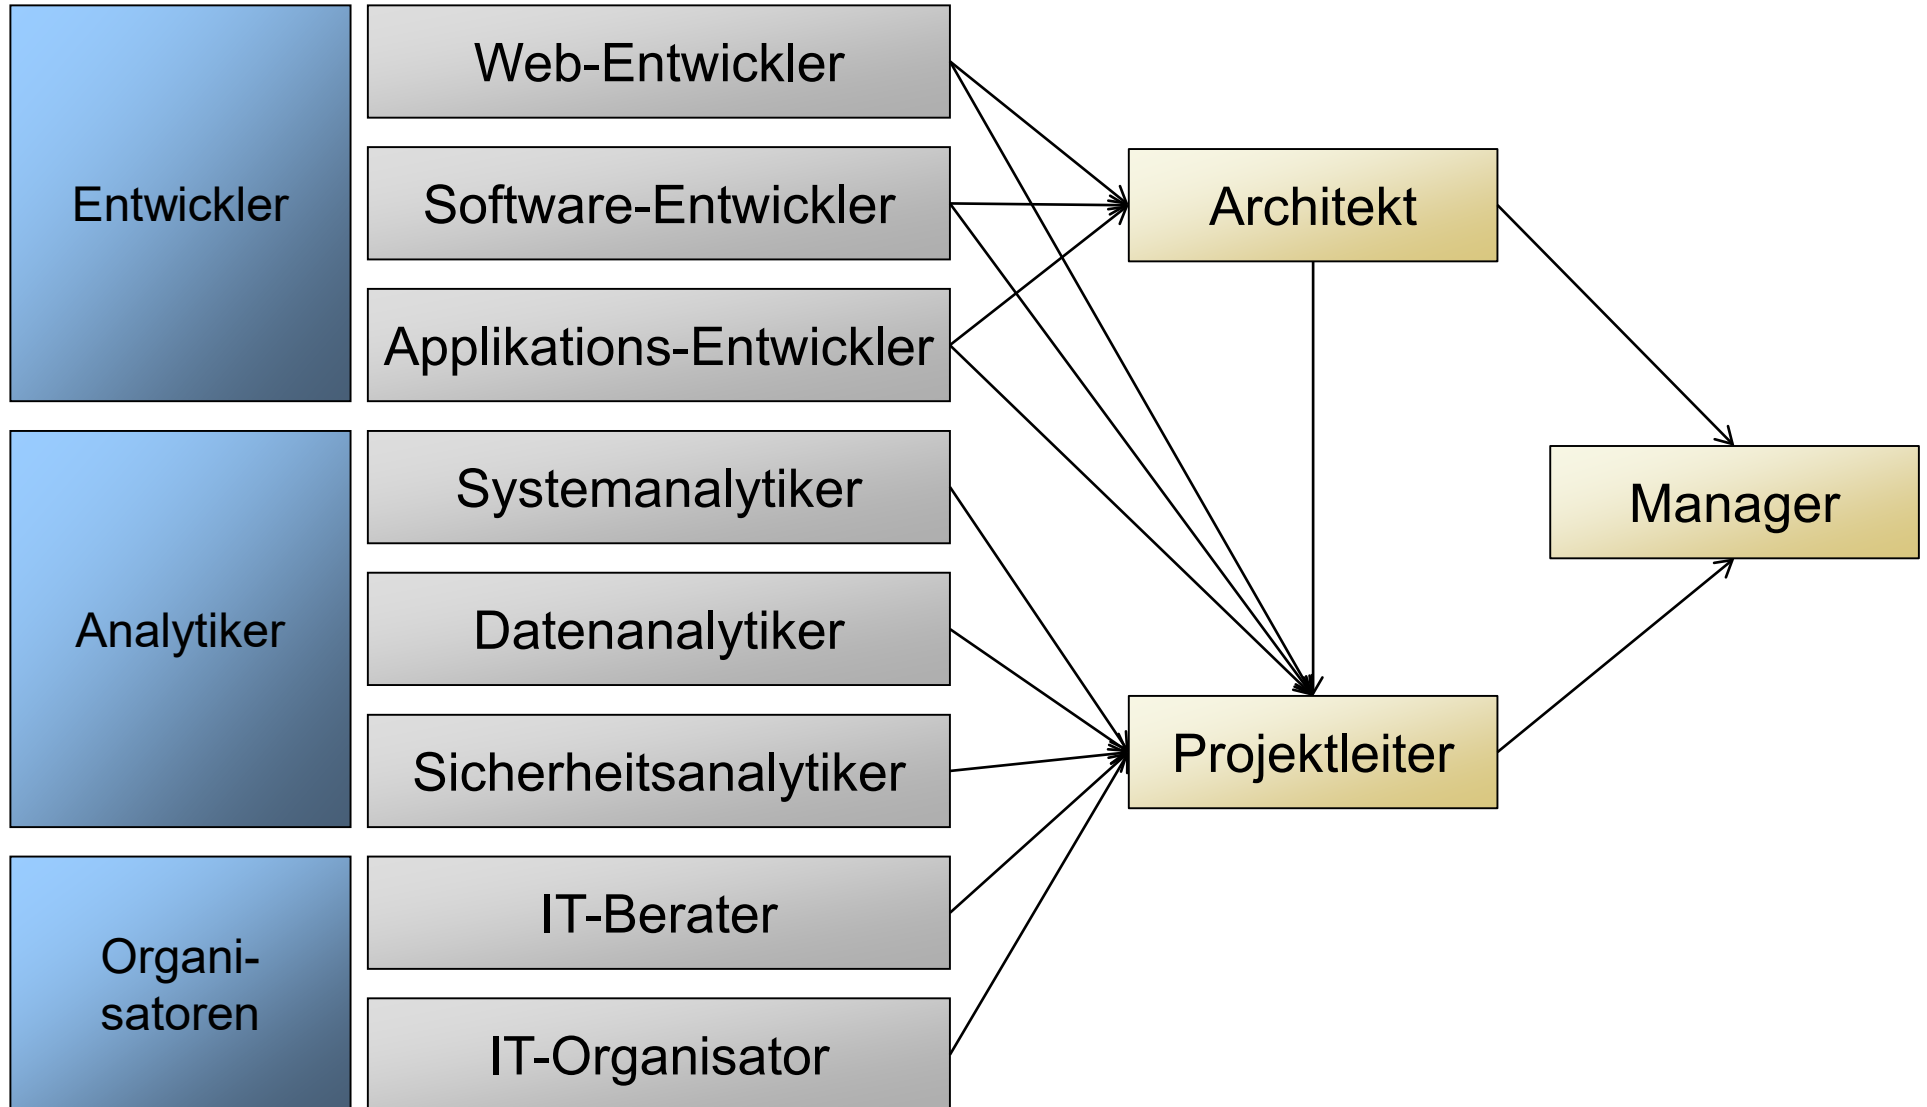 Entwickler
Web-Entwickler
Software-Entwickler
Applikations-Entwickler
Analytiker
Systemanalytiker
Datenanalytiker
Sicherheitsanalytiker
Organi-
satoren
IT-Berater
IT-Organisator
Architekt
Projektleiter
Manager